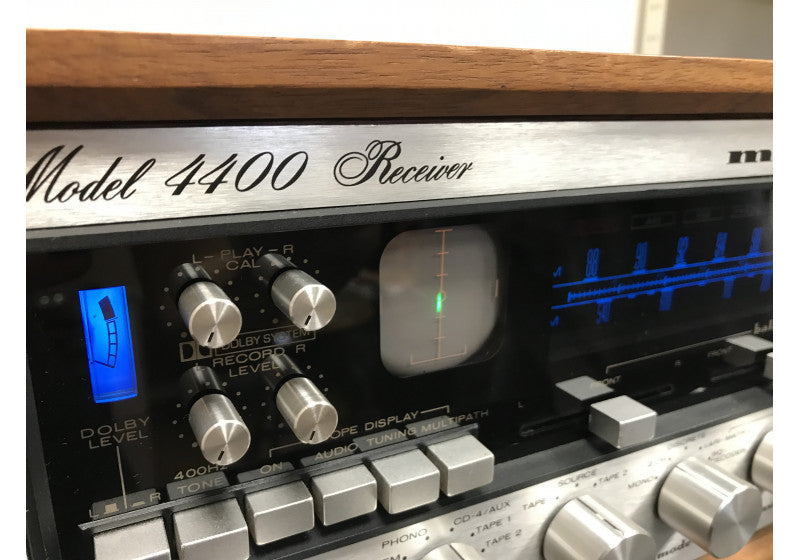 Model 4400 Receiver m
L - PLAY - R
CAL
DOLBY SYSTEM
RECORD
L LEVEL R
DOLBY
LEVEL
L - R
400Hz
TONE
SCOPE DISPLAY
ON AUDIO TUNING MULTIPATH
FRONT
R
FRONT
L
PHONO
CD-4/AUX
TAPE 1
TAPE 2
SOURCE
TAPE
TAPE 2
MONO